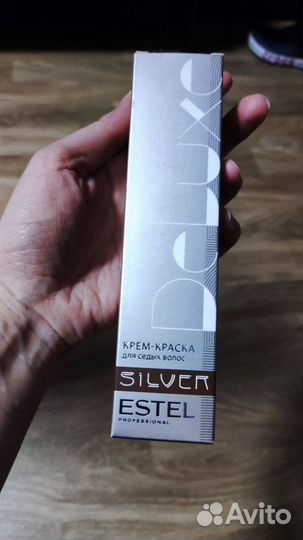 DeLuxe
КРЕМ-КРАСКА
для седых волос
SILVER
ESTEL
PROFESSIONAL
Avito